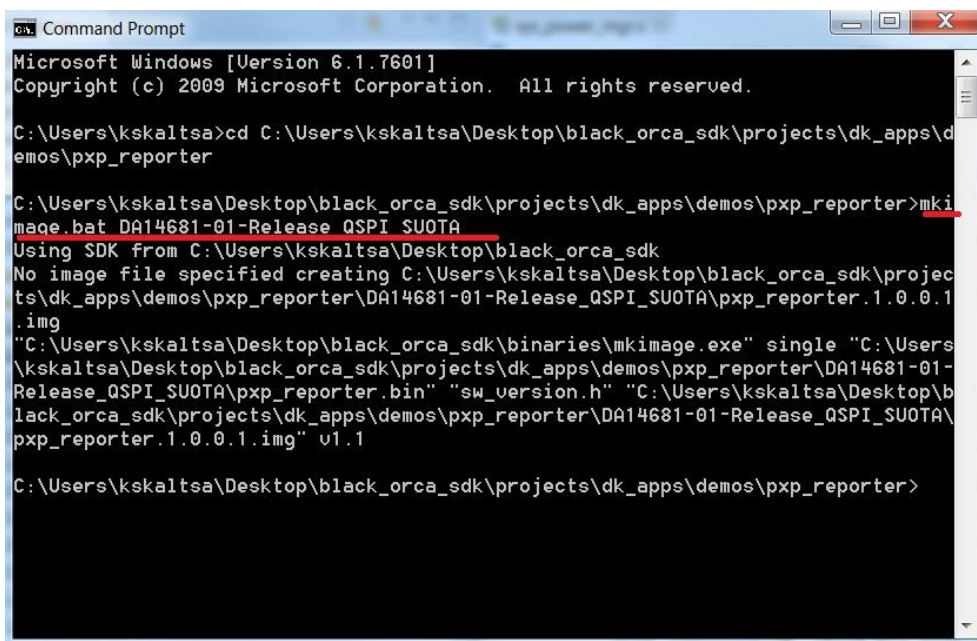 Command Prompt
Microsoft Windows [Version 6.1.7601]
Copyright (c) 2009 Microsoft Corporation.  All rights reserved.
C:\Users\kskaltsa>cd C:\Users\kskaltsa\Desktop\black_orca_sdk\projects\dk_apps\d
emos\pxp_reporter
C:\Users\kskaltsa\Desktop\black_orca_sdk\projects\dk_apps\demos\pxp_reporter>mki
mage.bat DA14681-01-Release_QSPI_SUOTA
Using SDK from C:\Users\kskaltsa\Desktop\black_orca_sdk
No image file specified creating C:\Users\kskaltsa\Desktop\black_orca_sdk\projec
ts\dk_apps\demos\pxp_reporter\DA14681-01-Release_QSPI_SUOTA\pxp_reporter.1.0.0.1
.img
"C:\Users\kskaltsa\Desktop\black_orca_sdk\binaries\mkimage.exe" single "C:\Users
\kskaltsa\Desktop\black_orca_sdk\projects\dk_apps\demos\pxp_reporter\DA14681-01-
Release_QSPI_SUOTA\pxp_reporter.bin" "sw_version.h" "C:\Users\kskaltsa\Desktop\b
lack_orca_sdk\projects\dk_apps\demos\pxp_reporter\DA14681-01-Release_QSPI_SUOTA\
pxp_reporter.1.0.0.1.img" v1.1
C:\Users\kskaltsa\Desktop\black_orca_sdk\projects\dk_apps\demos\pxp_reporter>